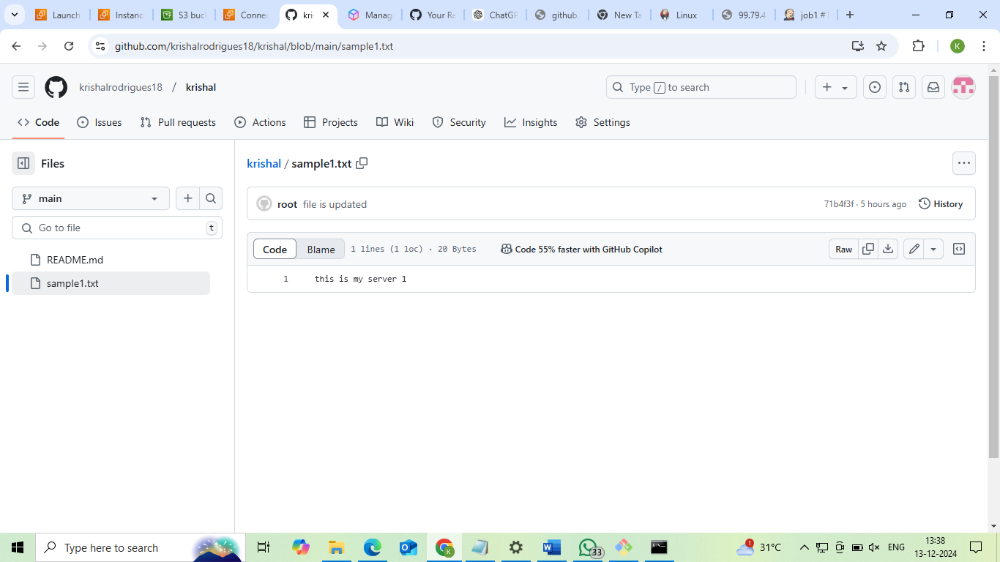 Launch
Instanc
S3 buc
Connec
kris
Manag
Your Re
ChatGP
github.
New Ta
Linux
99.79.4
job1 #1
github.com/krishalrodrigues18/krishal/blob/main/sample1.txt
K
krishalrodrigues18 / krishal
Type / to search
Code
Issues
Pull requests
Actions
Projects
Wiki
Security
Insights
Settings
Files
krishal / sample1.txt
main
root file is updated
71b4f3f · 5 hours ago
History
Go to file
t
Code
Blame
1 lines (1 loc) · 20 Bytes
Code 55% faster with GitHub Copilot
Raw
README.md
sample1.txt
1 this is my server 1
Type here to search
33
1
31°C
ENG
13:38
13-12-2024